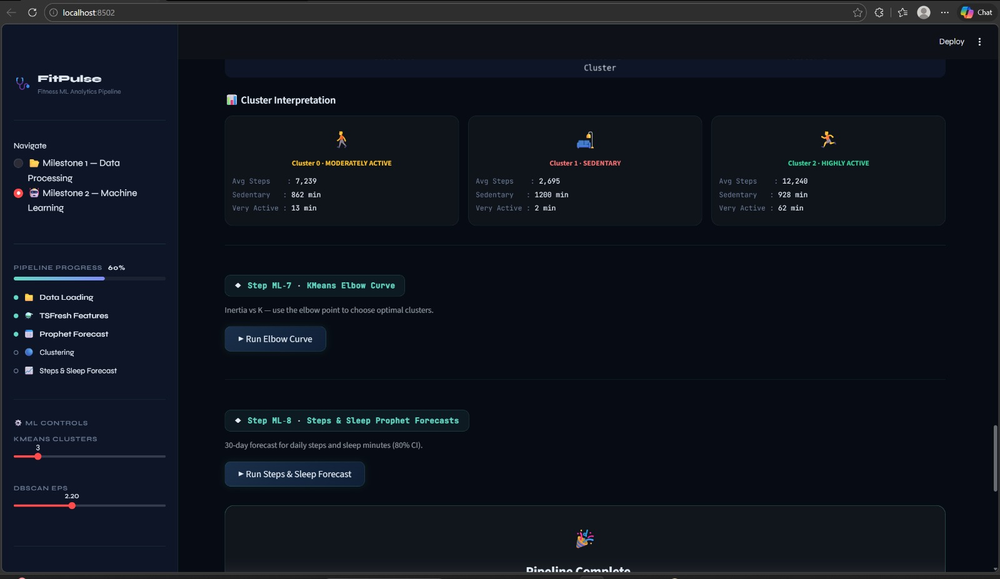 localhost:8502
Chat
Deploy
FitPulse
Fitness ML Analytics Pipeline
Navigate
Milestone 1 — Data
Processing
Milestone 2 — Machine
Learning
PIPELINE PROGRESS 60%
Data Loading
TSFresh Features
Prophet Forecast
Clustering
Steps & Sleep Forecast
ML CONTROLS
KMEANS CLUSTERS
3
DBSCAN EPS
2.20
Cluster
Cluster Interpretation
Cluster 0 · MODERATELY ACTIVE
Avg Steps : 7,239
Sedentary : 862 min
Very Active : 13 min
Cluster 1 · SEDENTARY
Avg Steps : 2,695
Sedentary : 1200 min
Very Active : 2 min
Cluster 2 · HIGHLY ACTIVE
Avg Steps : 12,240
Sedentary : 928 min
Very Active : 62 min
◆ Step ML-7 · KMeans Elbow Curve
Inertia vs K — use the elbow point to choose optimal clusters.
▶ Run Elbow Curve
◆ Step ML-8 · Steps & Sleep Prophet Forecasts
30-day forecast for daily steps and sleep minutes (80% CI).
▶ Run Steps & Sleep Forecast
Pipeline Complete